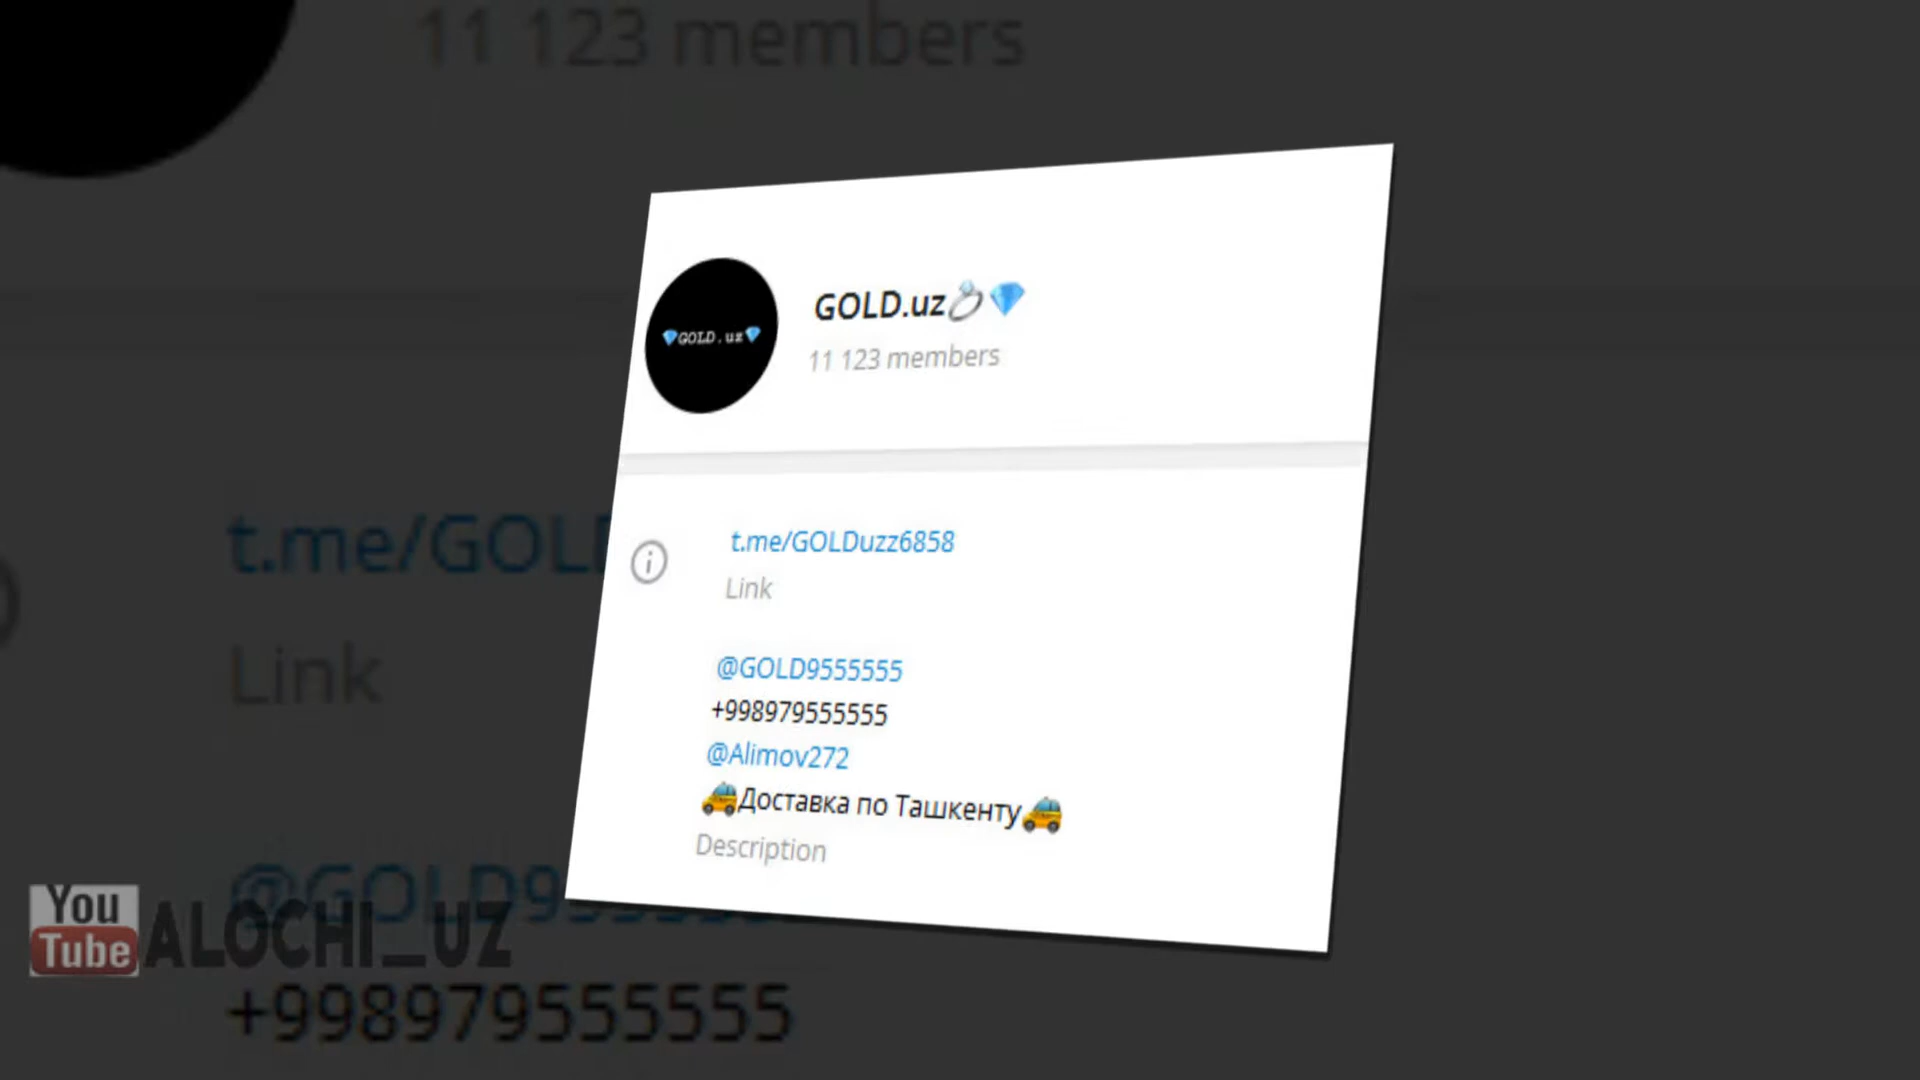 11 123 members
GOLD.uz💍💎
11 123 members
💎GOLD.uz💎
t.me/GOLDuzz6858
Link
@GOLD9555555
+998979555555
@Alimov272
🚕Доставка по Ташкенту🚕
Description
t.me/GOL
Link
@GOLD9
You
Tube
ALOCHI_UZ
+998979555555